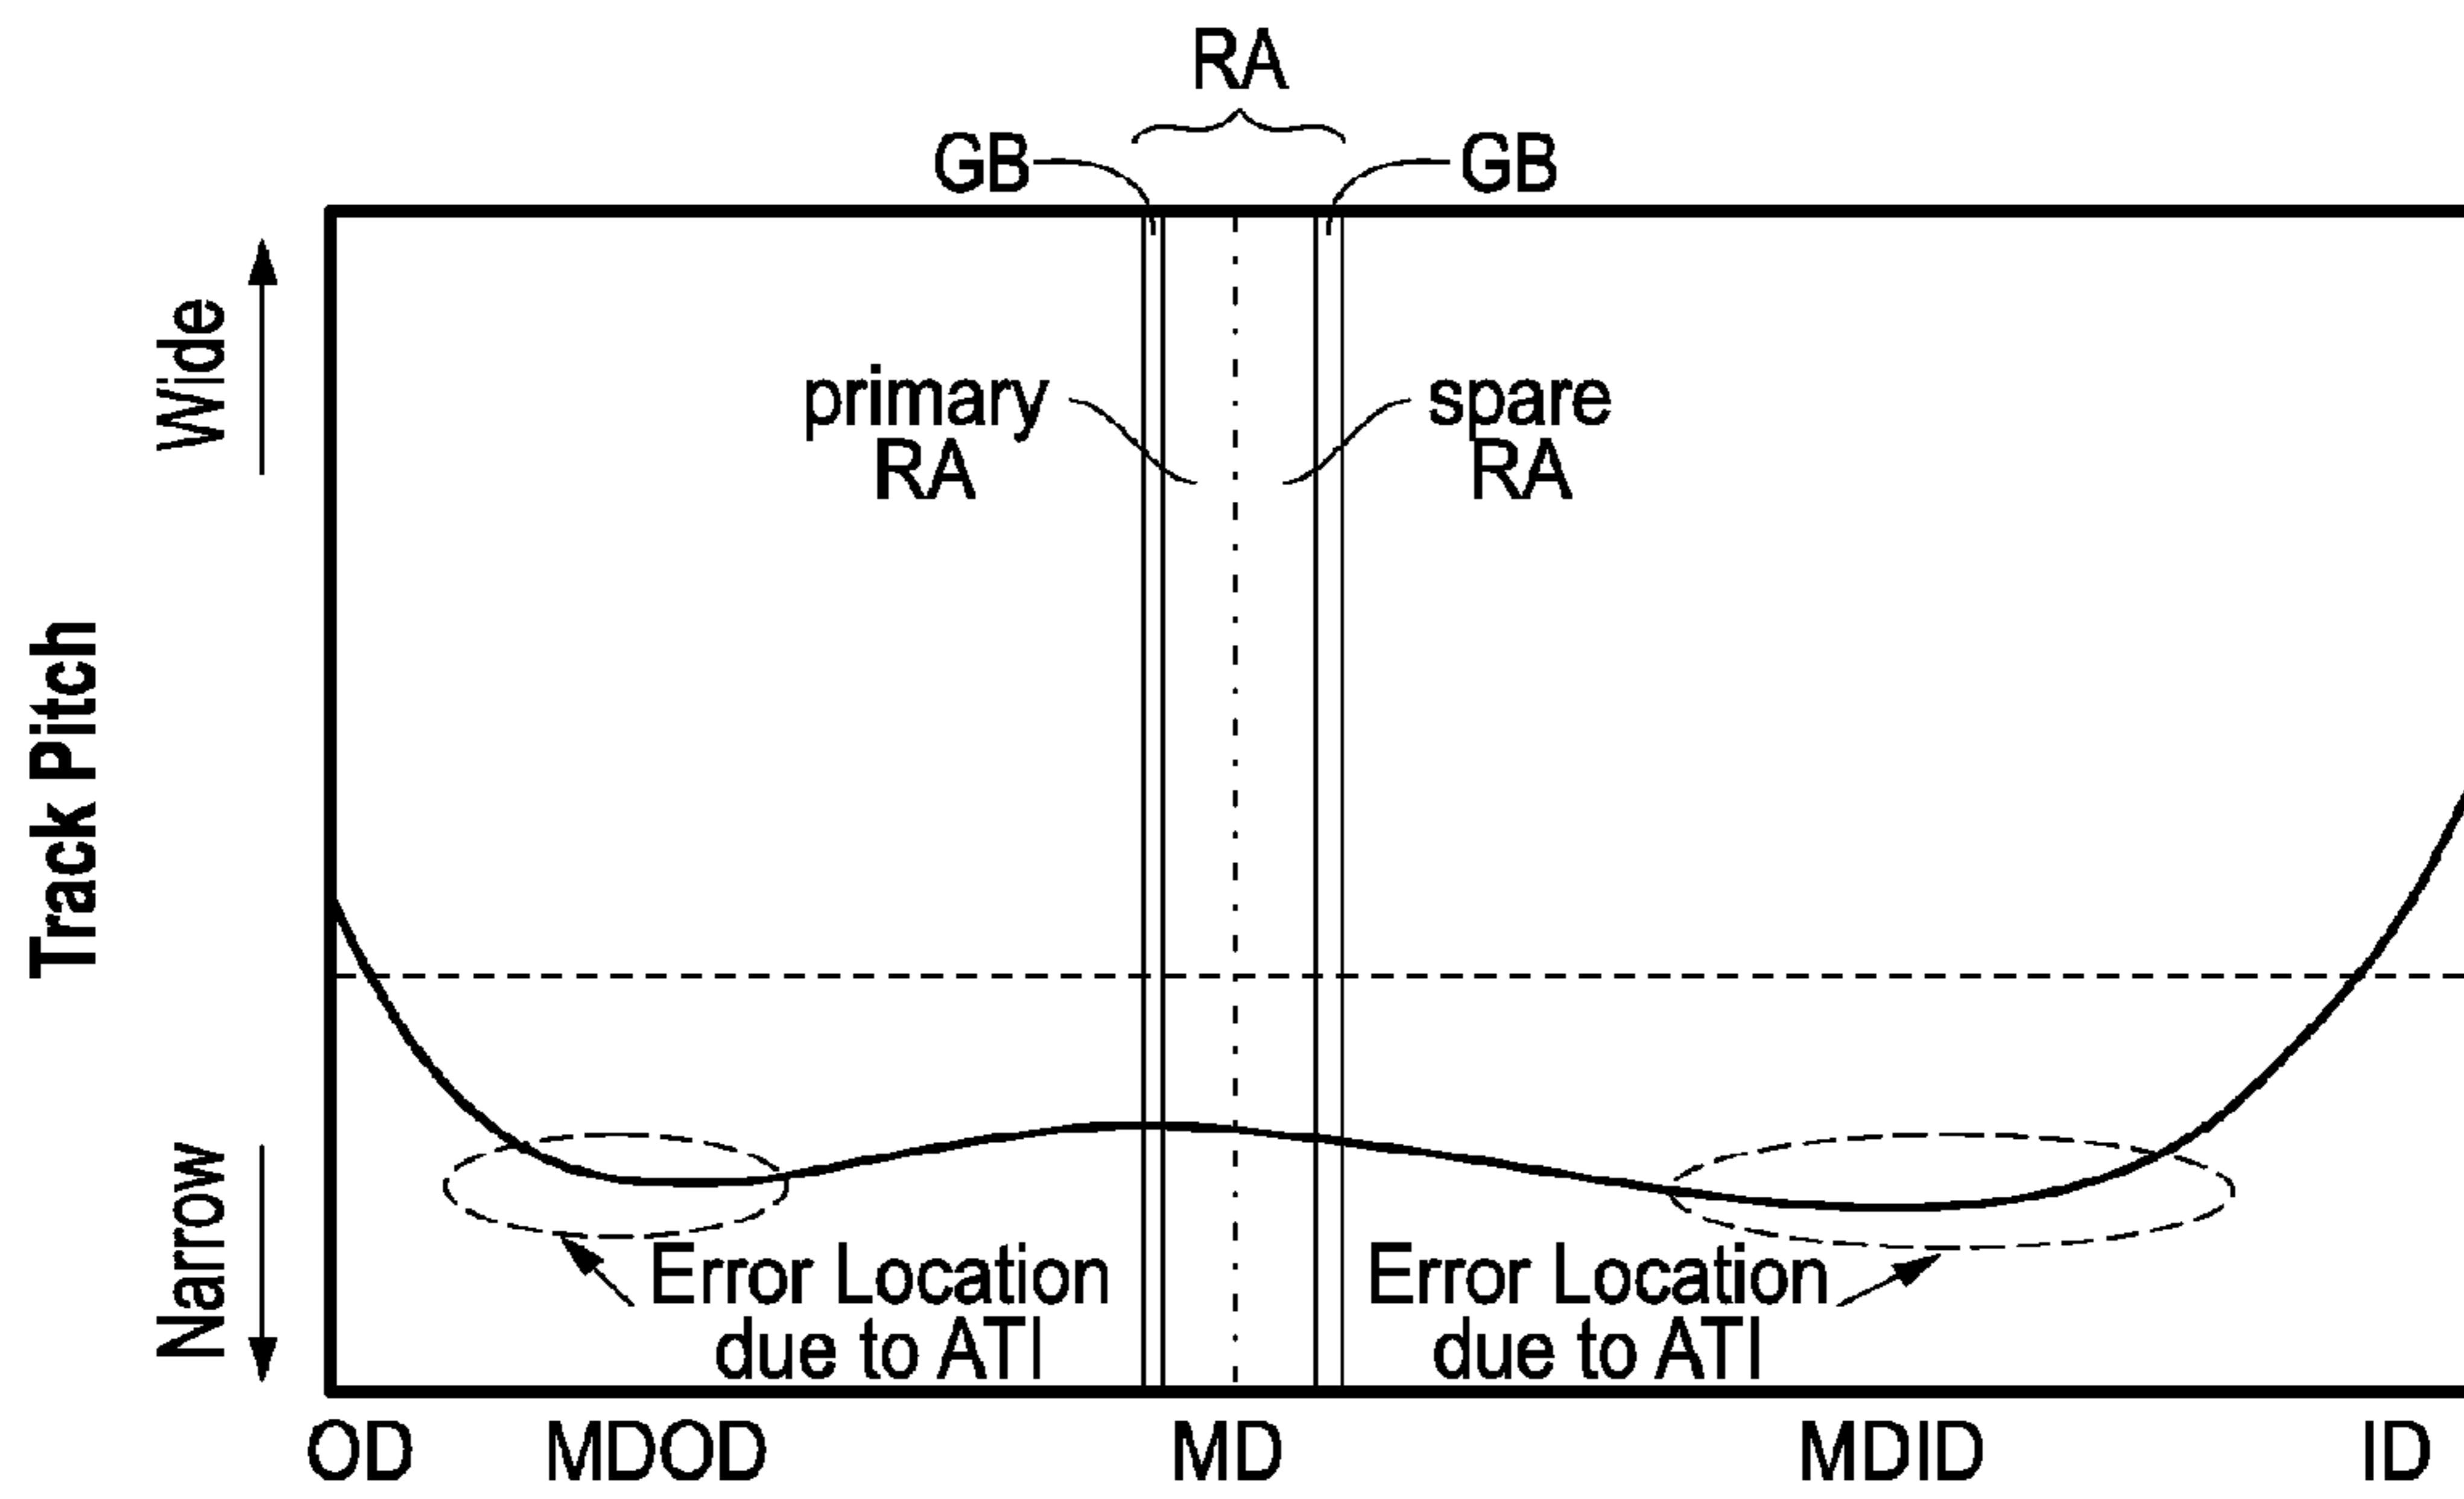 RA
GB
GB
Wide
primary
RA
spare
RA
Track Pitch
Narrow
Error Location
due to ATI
Error Location
due to ATI
OD
MDOD
MD
MDID
ID